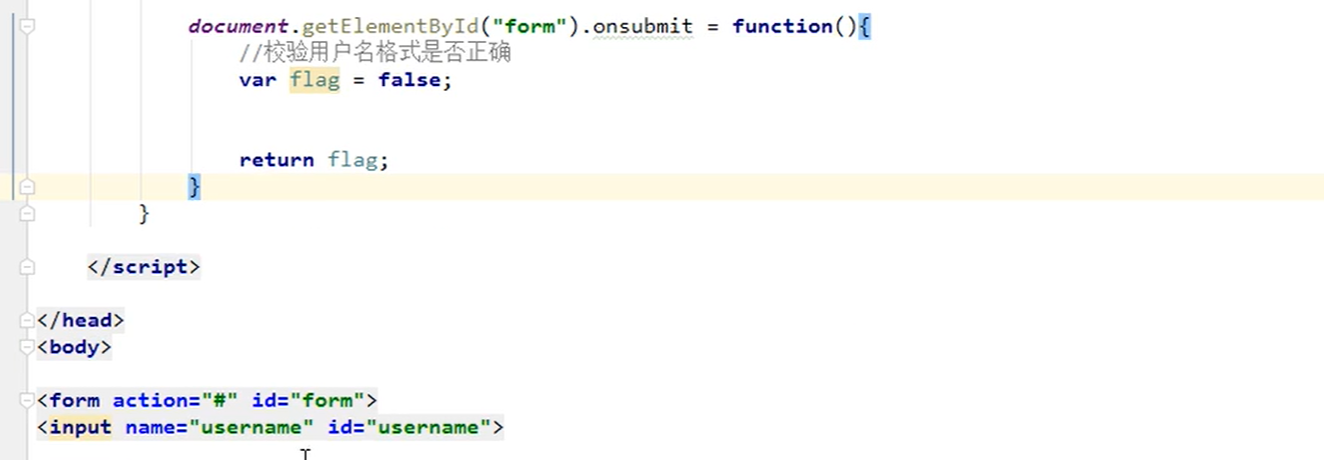 document.getElementById("form").onsubmit = function(){
//校验用户名格式是否正确
var flag = false;
return flag;
}
}
</script>
</head>
<body>
<form action="#" id="form">
<input name="username" id="username">